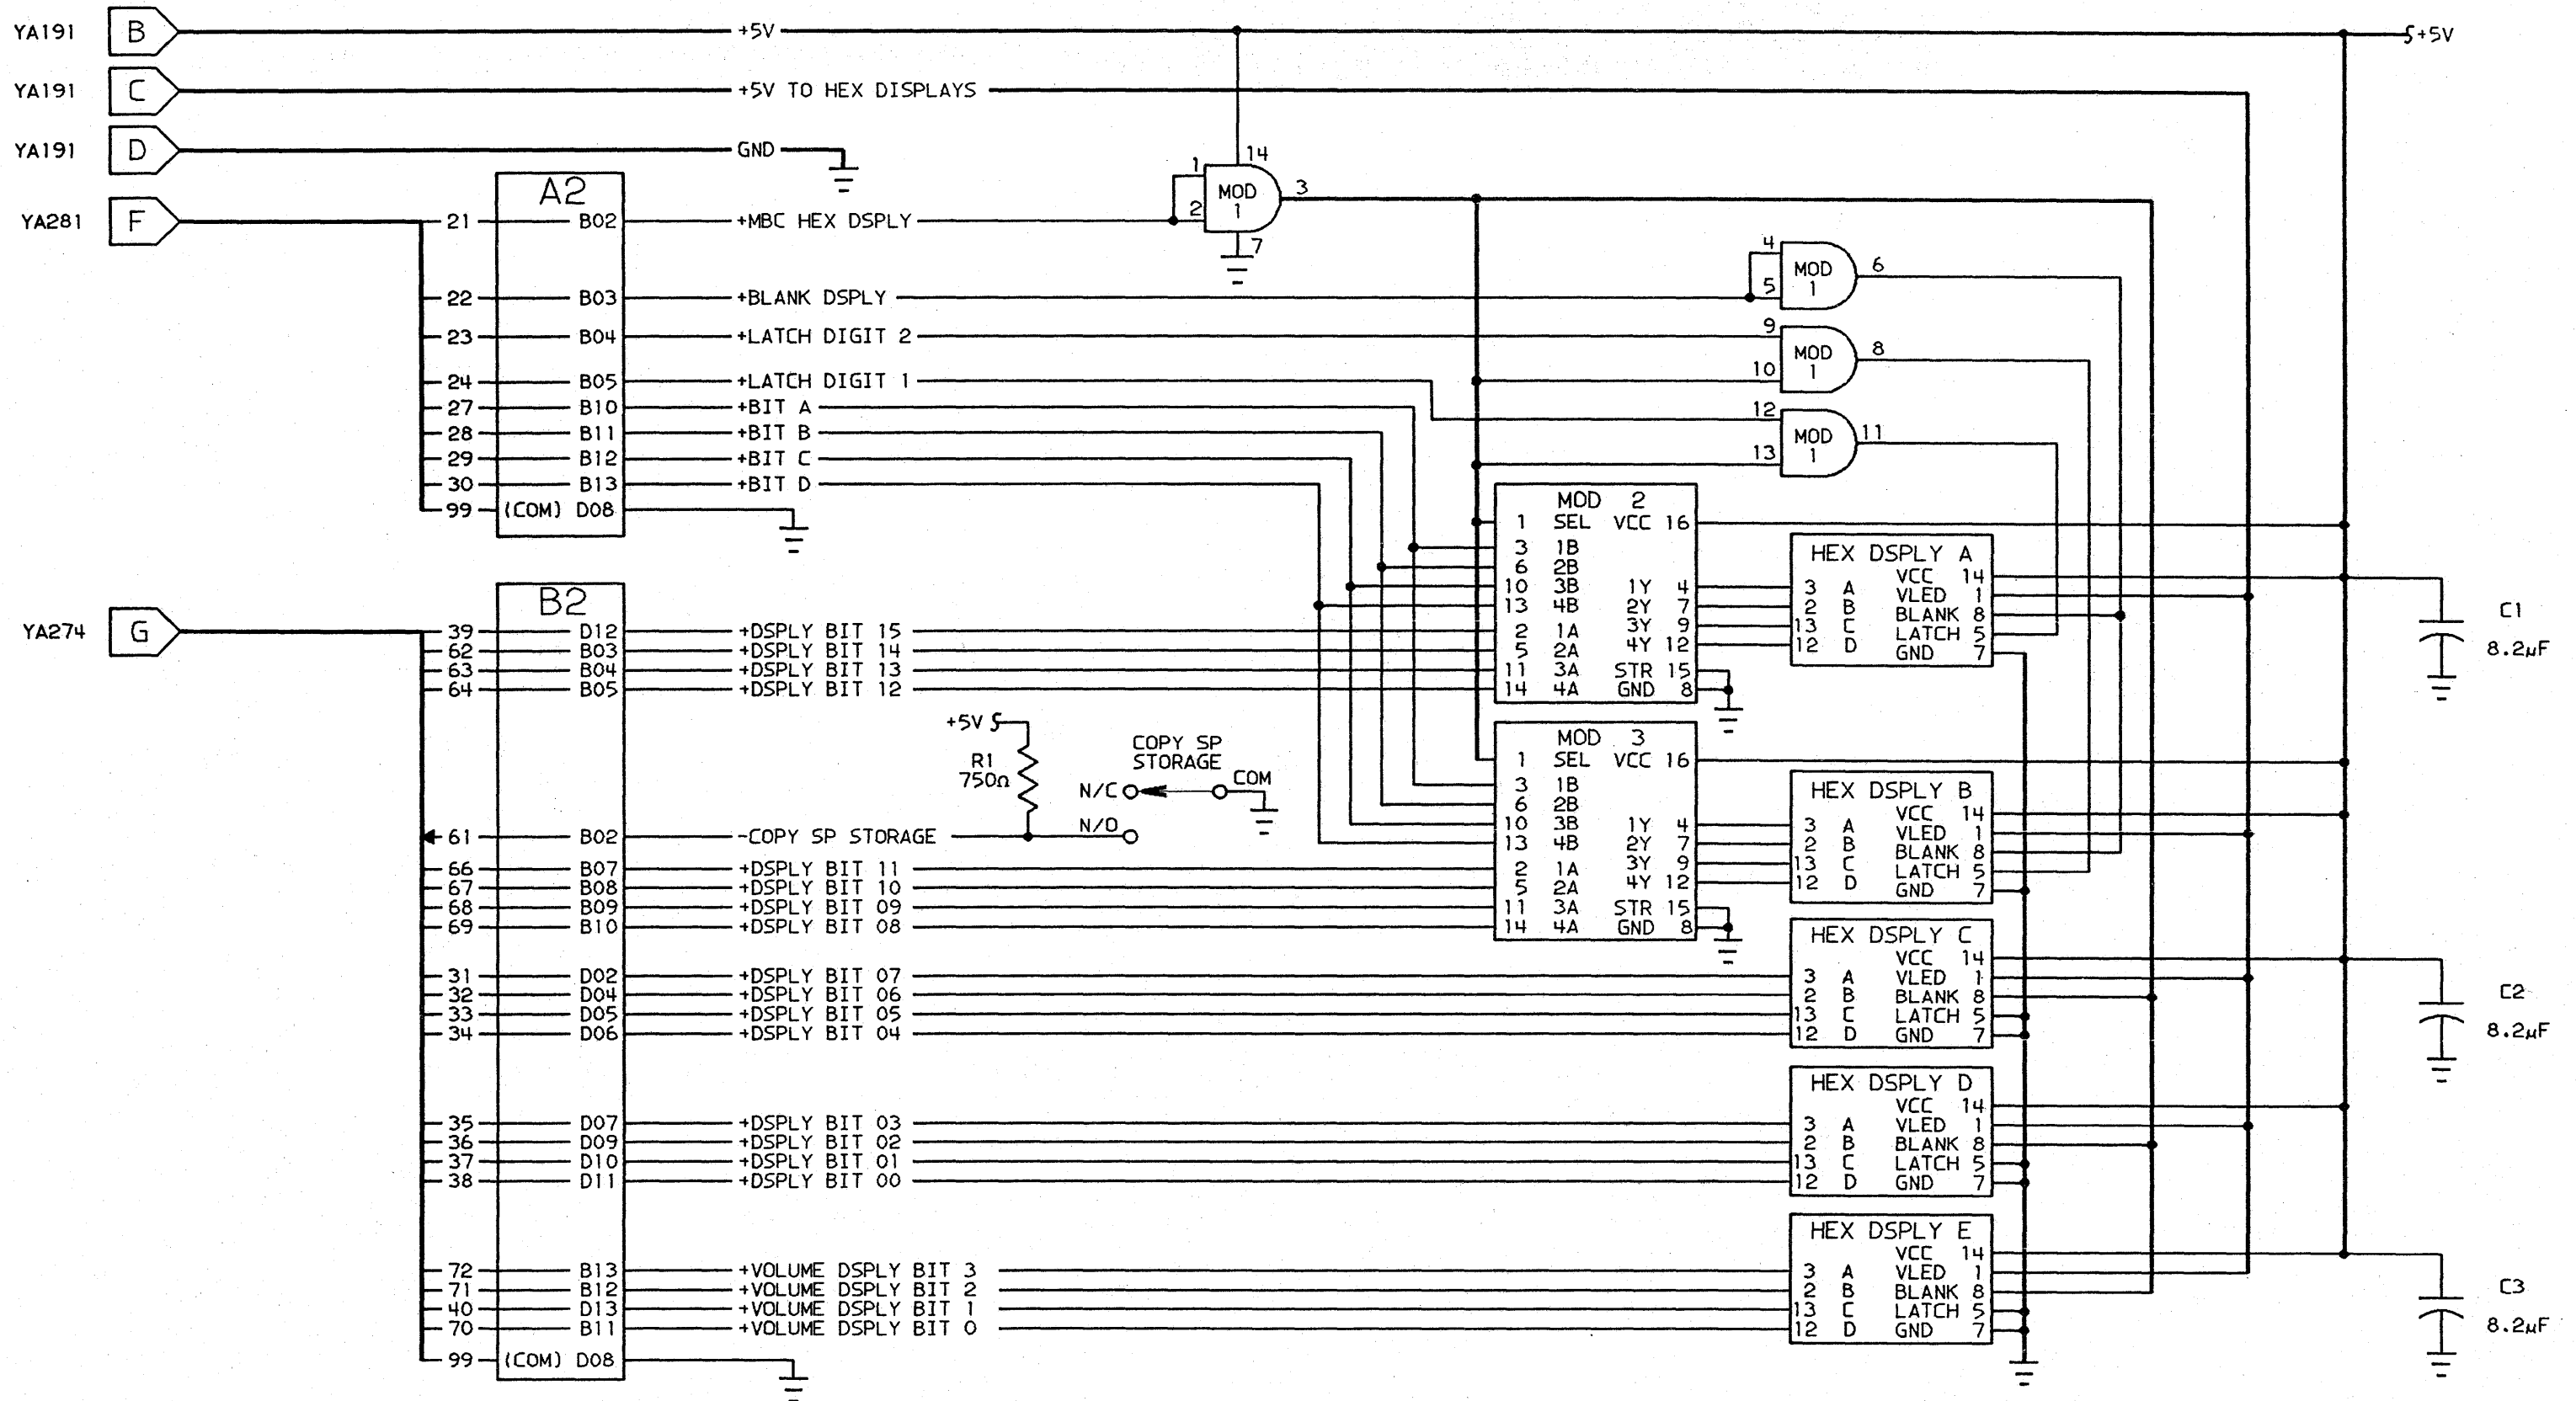 YA191 B +5V +5V
YA191 C +5V TO HEX DISPLAYS
YA191 D GND
A2
YA281 F
21 B02 +MBC HEX DSPLY
22 B03 +BLANK DSPLY
23 B04 +LATCH DIGIT 2
24 B05 +LATCH DIGIT 1
27 B10 +BIT A
28 B11 +BIT B
29 B12 +BIT C
30 B13 +BIT D
99 (COM) D08
1 14
2 MOD 1 3
7
4
5 MOD 1 6
9
10 MOD 1 8
12
13 MOD 1 11
MOD 2
1 SEL VCC 16
3 1B
6 2B
10 3B 1Y 4
13 4B 2Y 7
2 1A 3Y 9
5 2A 4Y 12
11 3A STR 15
14 4A GND 8
HEX DSPLY A
VCC 14
3 A VLED 1
2 B BLANK 8
13 C LATCH 5
12 D GND 7
C1
8.2µF
YA274 G
B2
39 D12 +DSPLY BIT 15
62 B03 +DSPLY BIT 14
63 B04 +DSPLY BIT 13
64 B05 +DSPLY BIT 12
+5V
R1
750Ω
COPY SP
STORAGE
N/C COM
N/O
61 B02 -COPY SP STORAGE
66 B07 +DSPLY BIT 11
67 B08 +DSPLY BIT 10
68 B09 +DSPLY BIT 09
69 B10 +DSPLY BIT 08
MOD 3
1 SEL VCC 16
3 1B
6 2B
10 3B 1Y 4
13 4B 2Y 7
2 1A 3Y 9
5 2A 4Y 12
11 3A STR 15
14 4A GND 8
HEX DSPLY B
VCC 14
3 A VLED 1
2 B BLANK 8
13 C LATCH 5
12 D GND 7
31 D02 +DSPLY BIT 07
32 D04 +DSPLY BIT 06
33 D05 +DSPLY BIT 05
34 D06 +DSPLY BIT 04
HEX DSPLY C
VCC 14
3 A VLED 1
2 B BLANK 8
13 C LATCH 5
12 D GND 7
C2
8.2µF
35 D07 +DSPLY BIT 03
36 D09 +DSPLY BIT 02
37 D10 +DSPLY BIT 01
38 D11 +DSPLY BIT 00
HEX DSPLY D
VCC 14
3 A VLED 1
2 B BLANK 8
13 C LATCH 5
12 D GND 7
72 B13 +VOLUME DSPLY BIT 3
71 B12 +VOLUME DSPLY BIT 2
40 D13 +VOLUME DSPLY BIT 1
70 B11 +VOLUME DSPLY BIT 0
99 (COM) D08
HEX DSPLY E
VCC 14
3 A VLED 1
2 B BLANK 8
13 C LATCH 5
12 D GND 7
C3
8.2µF